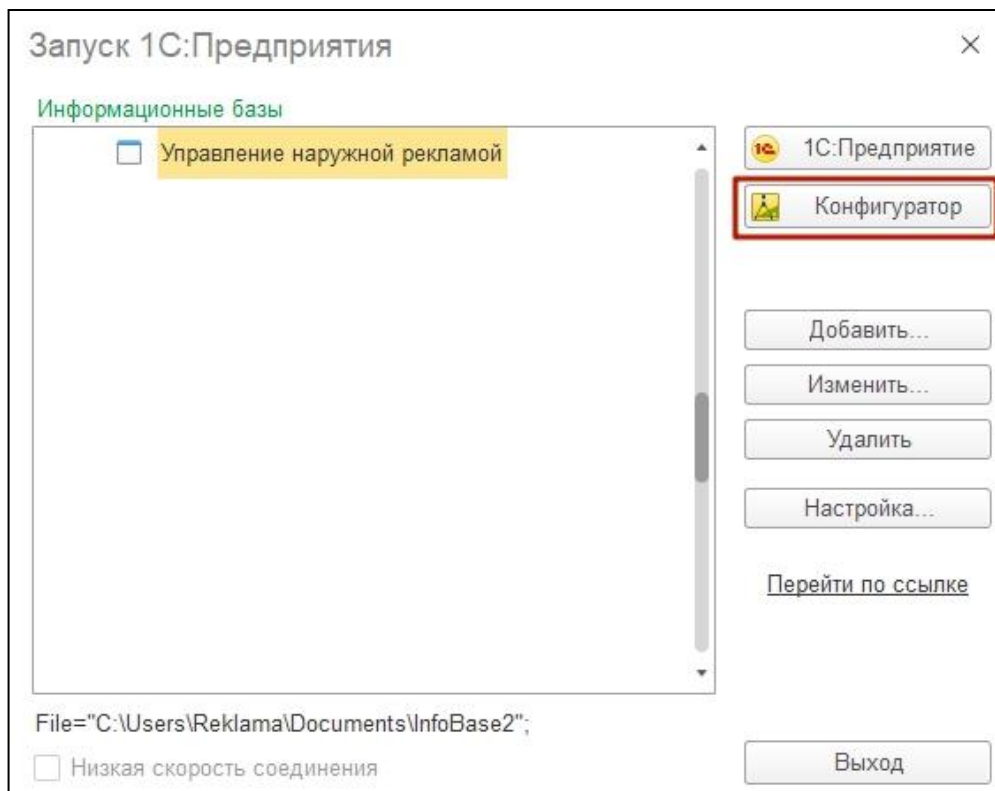 Запуск 1С:Предприятия
Информационные базы
Управление наружной рекламой
1С:Предприятие
Конфигуратор
Добавить...
Изменить...
Удалить
Настройка...
Перейти по ссылке
File="C:\Users\Reklama\Documents\InfoBase2";
Низкая скорость соединения
Выход